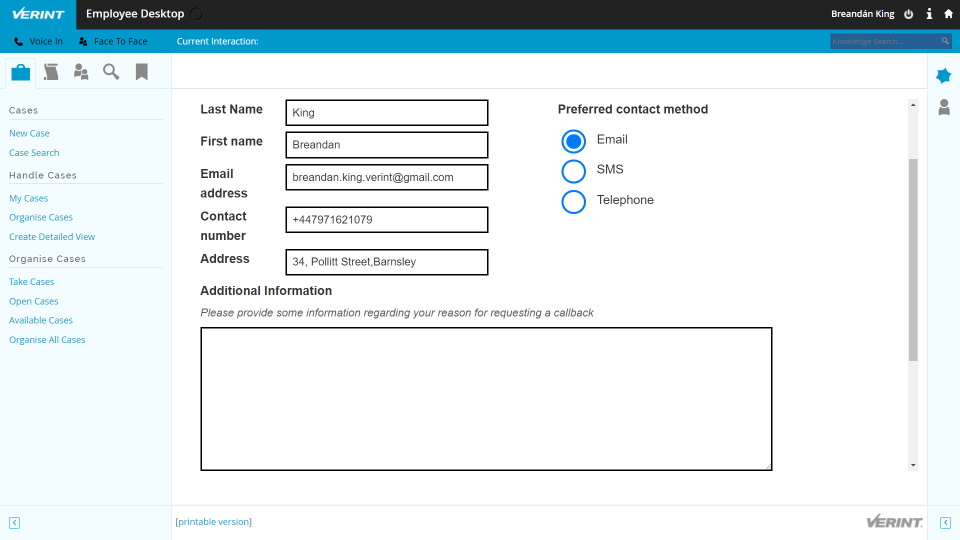 VERINT Employee Desktop Breandán King
Voice In Face To Face Current Interaction: Knowledge Search...
Cases
New Case
Case Search
Handle Cases
My Cases
Organise Cases
Create Detailed View
Organise Cases
Take Cases
Open Cases
Available Cases
Organise All Cases
Last Name King
First name Breandan
Email address breandan.king.verint@gmail.com
Contact number +447971621079
Address 34, Pollitt Street,Barnsley
Preferred contact method
Email
SMS
Telephone
Additional Information
Please provide some information regarding your reason for requesting a callback
[printable version] VERINT.